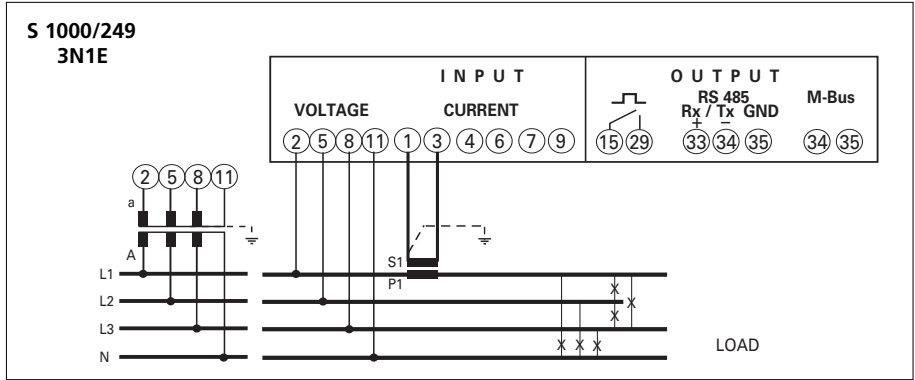 S 1000/249
3N1E
INPUT
OUTPUT
VOLTAGE
CURRENT
RS 485
Rx / Tx GND
+ −
M-Bus
2 5 8 11 1 3 4 6 7 9
15 29 33 34 35 34 35
2 5 8 11
a
A
S1
P1
L1
L2
L3
N
X
X
X
X X X
LOAD